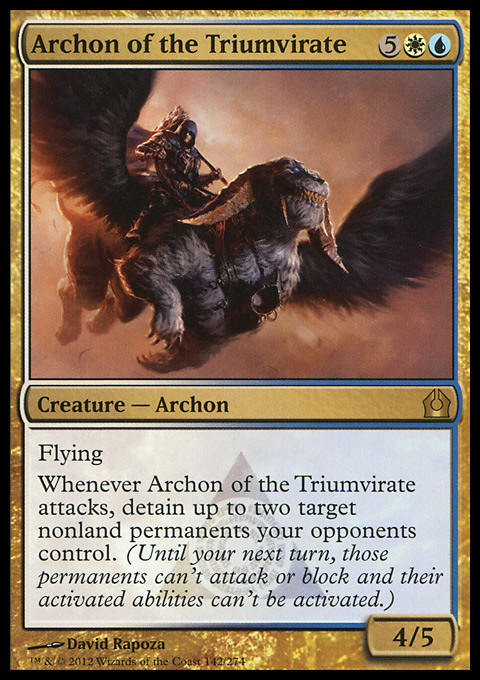 Archon of the Triumvirate 5
Creature — Archon
Flying
Whenever Archon of the Triumvirate
attacks, detain up to two target
nonland permanents your opponents
control. (Until your next turn, those
permanents can't attack or block and their
activated abilities can't be activated.)
David Rapoza
4/5
™ & © 2012 Wizards of the Coast 142/274